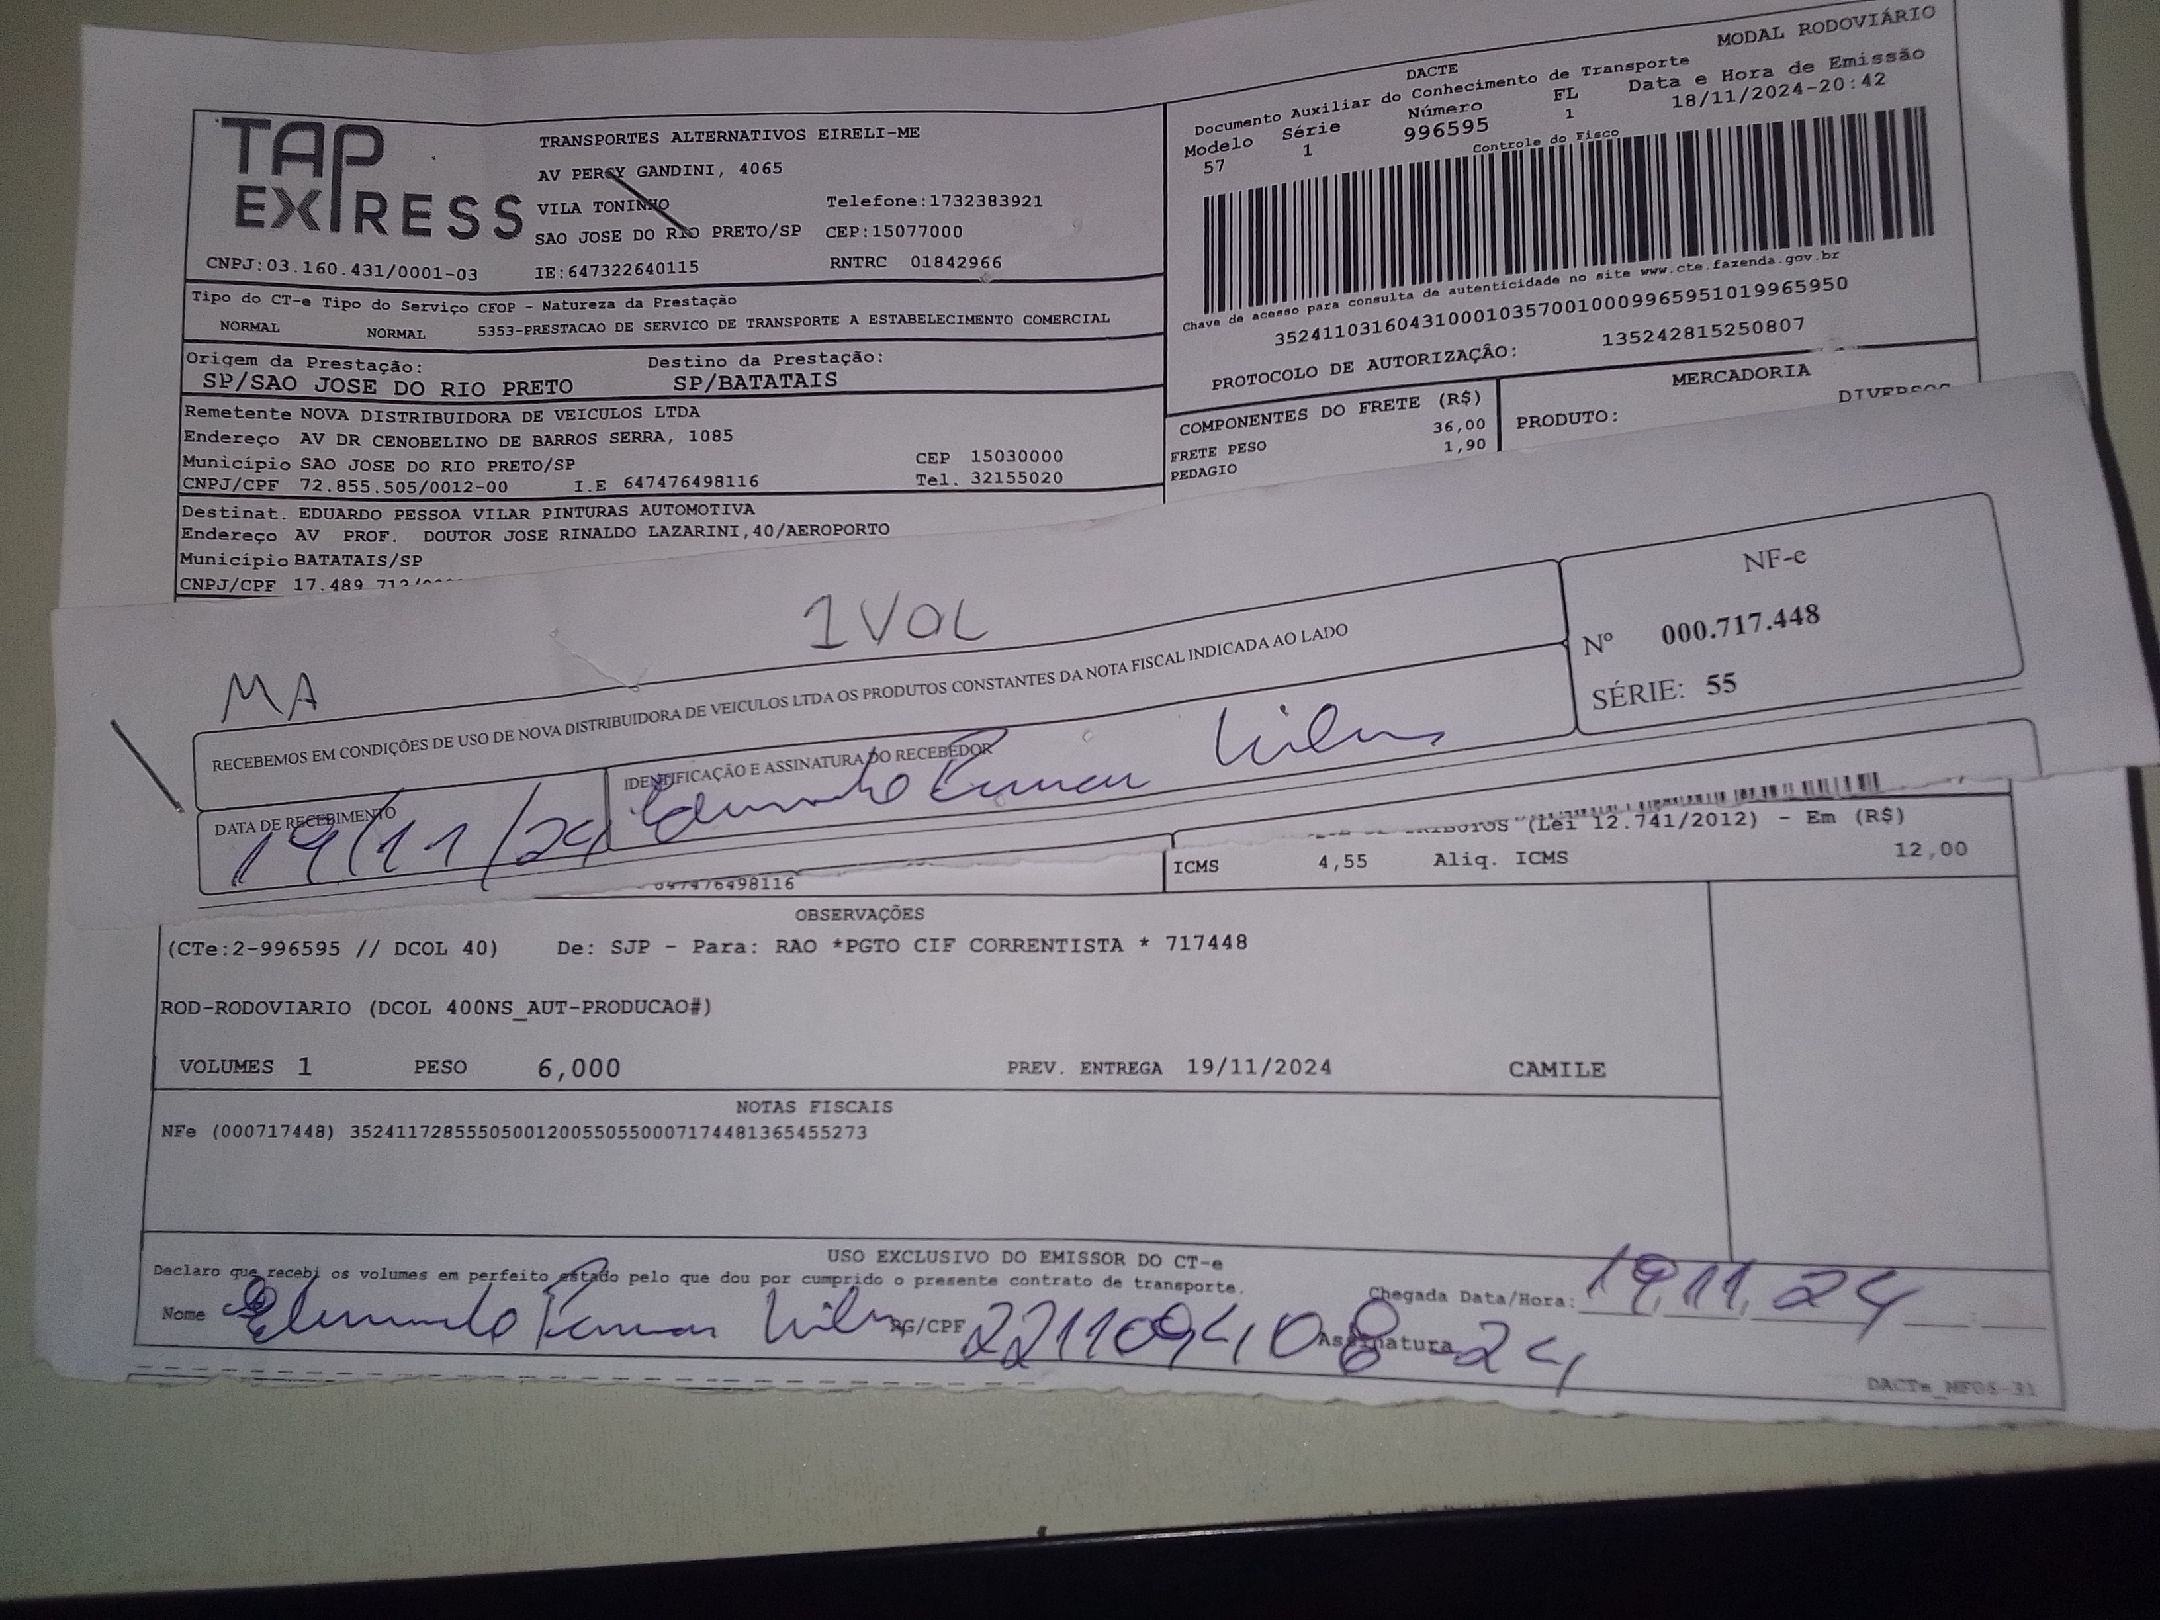 TAP
EXPRESS
TRANSPORTES ALTERNATIVOS EIRELI-ME
AV PERCY GANDINI, 4065
VILA TONINHO Telefone:1732383921
SAO JOSE DO RIO PRETO/SP CEP:15077000
CNPJ:03.160.431/0001-03 IE:647322640115 RNTRC 01842966
MODAL RODOVIÁRIO
DACTE
Documento Auxiliar do Conhecimento de Transporte
Modelo Série Número FL Data e Hora de Emissão
57 1 996595 1 18/11/2024-20:42
Controle do Fisco
Chave de acesso para consulta de autenticidade no site www.cte.fazenda.gov.br
35241103160431000103570010009965951019965950
PROTOCOLO DE AUTORIZAÇÃO: 135242815250807
Tipo do CT-e Tipo do Serviço CFOP - Natureza da Prestação
NORMAL NORMAL 5353-PRESTACAO DE SERVICO DE TRANSPORTE A ESTABELECIMENTO COMERCIAL
Origem da Prestação: Destino da Prestação:
SP/SAO JOSE DO RIO PRETO SP/BATATAIS
Remetente NOVA DISTRIBUIDORA DE VEICULOS LTDA
Endereço AV DR CENOBELINO DE BARROS SERRA, 1085
Município SAO JOSE DO RIO PRETO/SP CEP 15030000
CNPJ/CPF 72.855.505/0012-00 I.E 647476498116 Tel. 32155020
COMPONENTES DO FRETE (R$)
FRETE PESO 36,00
PEDAGIO 1,90
MERCADORIA
PRODUTO: DIVERSOS
Destinat. EDUARDO PESSOA VILAR PINTURAS AUTOMOTIVA
Endereço AV PROF. DOUTOR JOSE RINALDO LAZARINI,40/AEROPORTO
Município BATATAIS/SP
CNPJ/CPF 17.489
1 VOL
MA
RECEBEMOS EM CONDIÇÕES DE USO DE NOVA DISTRIBUIDORA DE VEICULOS LTDA OS PRODUTOS CONSTANTES DA NOTA FISCAL INDICADA AO LADO
DATA DE RECEBIMENTO
19/11/24
IDENTIFICAÇÃO E ASSINATURA DO RECEBEDOR
NF-e
Nº 000.717.448
SÉRIE: 55
(Lei 12.741/2012) - Em (R$)
ICMS 4,55 Aliq. ICMS 12,00
647476498116
OBSERVAÇÕES
(CTe:2-996595 // DCOL 40) De: SJP - Para: RAO *PGTO CIF CORRENTISTA * 717448
ROD-RODOVIARIO (DCOL 400NS_AUT-PRODUCAO#)
VOLUMES 1 PESO 6,000 PREV. ENTREGA 19/11/2024 CAMILE
NOTAS FISCAIS
NFe (000717448) 35241172855505001200550550007174481365455273
USO EXCLUSIVO DO EMISSOR DO CT-e
Declaro que recebi os volumes em perfeito estado pelo que dou por cumprido o presente contrato de transporte.
Chegada Data/Hora: 19.11.24
Nome RG/CPF Assinatura